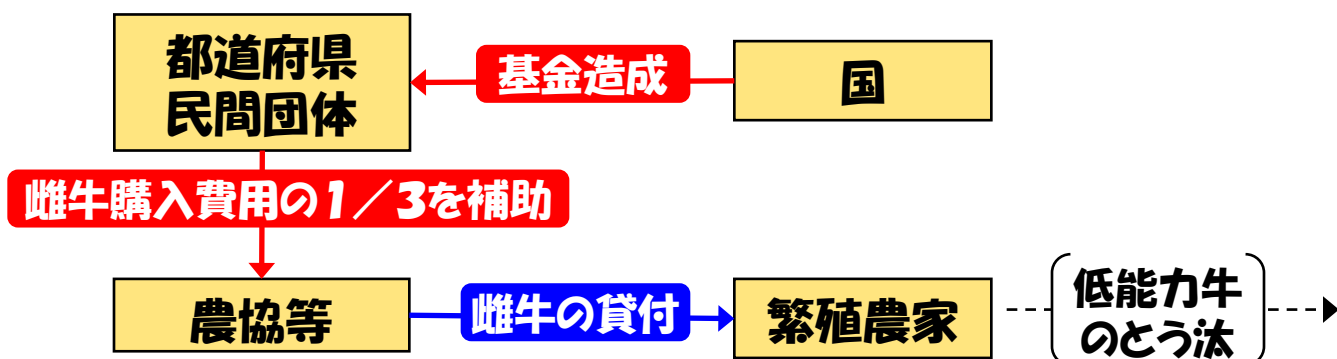 都道府県
民間団体
基金造成
国
雌牛購入費用の1／3を補助
農協等
雌牛の貸付
繁殖農家
低能力牛
のとう汰